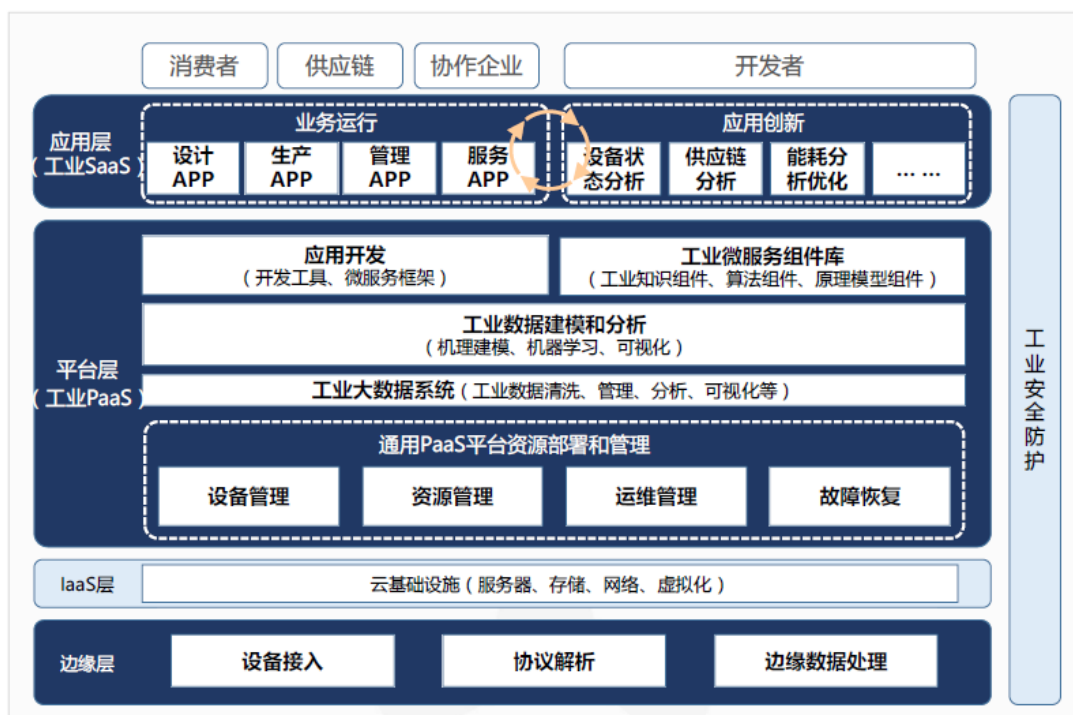 消费者
供应链
协作企业
开发者
应用层
（工业SaaS）
业务运行
设计
APP
生产
APP
管理
APP
服务
APP
应用创新
设备状
态分析
供应链
分析
能耗分
析优化
... ...
平台层
（工业PaaS）
应用开发
（开发工具、微服务框架）
工业微服务组件库
（工业知识组件、算法组件、原理模型组件）
工业数据建模和分析
（机理建模、机器学习、可视化）
工业大数据系统（工业数据清洗、管理、分析、可视化等）
通用PaaS平台资源部署和管理
设备管理
资源管理
运维管理
故障恢复
IaaS层
云基础设施（服务器、存储、网络、虚拟化）
边缘层
设备接入
协议解析
边缘数据处理
工业安全防护